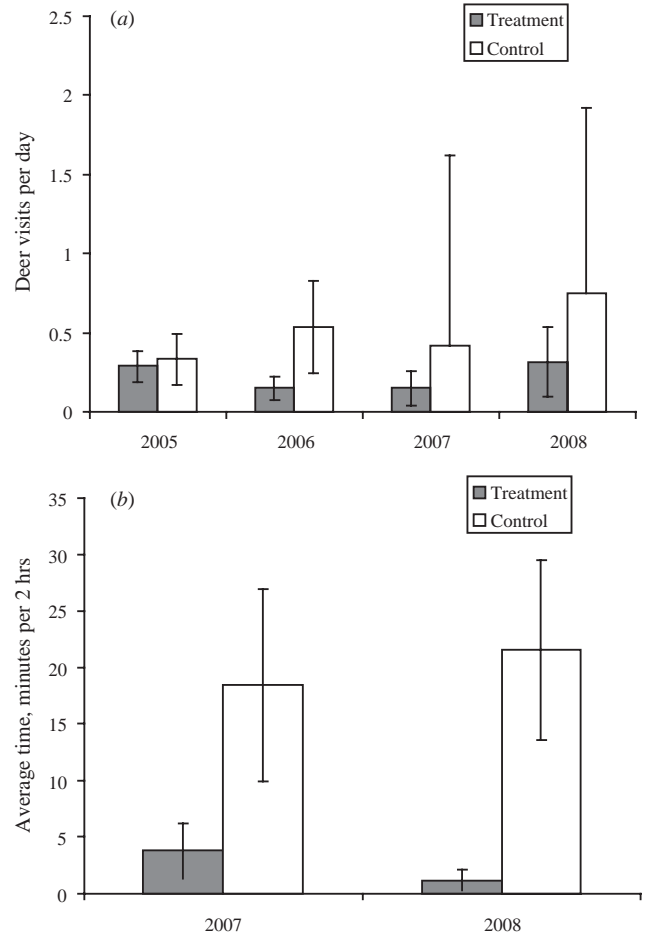 (a)
Treatment
Control
Deer visits per day
2.5
2
1.5
1
0.5
0
2005 2006 2007 2008
(b)
Treatment
Control
Average time, minutes per 2 hrs
35
30
25
20
15
10
5
0
2007 2008